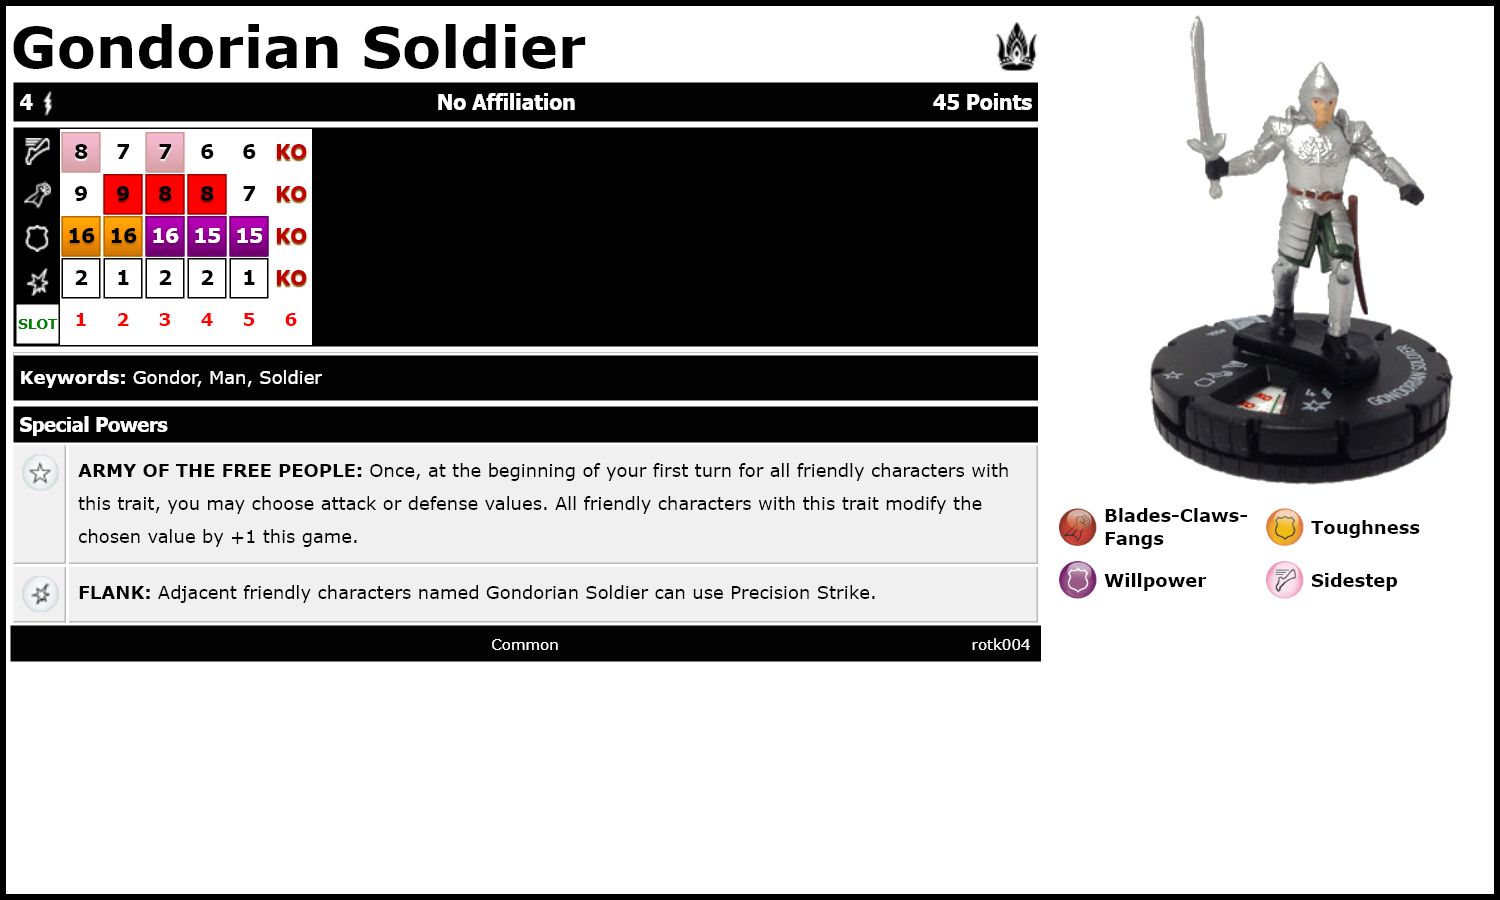 Gondorian Soldier
4 No Affiliation 45 Points
8 7 7 6 6 KO
9 9 8 8 7 KO
16 16 16 15 15 KO
2 1 2 2 1 KO
SLOT 1 2 3 4 5 6
Keywords: Gondor, Man, Soldier
Special Powers
ARMY OF THE FREE PEOPLE: Once, at the beginning of your first turn for all friendly characters with
this trait, you may choose attack or defense values. All friendly characters with this trait modify the
chosen value by +1 this game.
FLANK: Adjacent friendly characters named Gondorian Soldier can use Precision Strike.
Common rotk004
GONDORIAN SOLDIER
KO
Blades-Claws-
Fangs
Toughness
Willpower
Sidestep